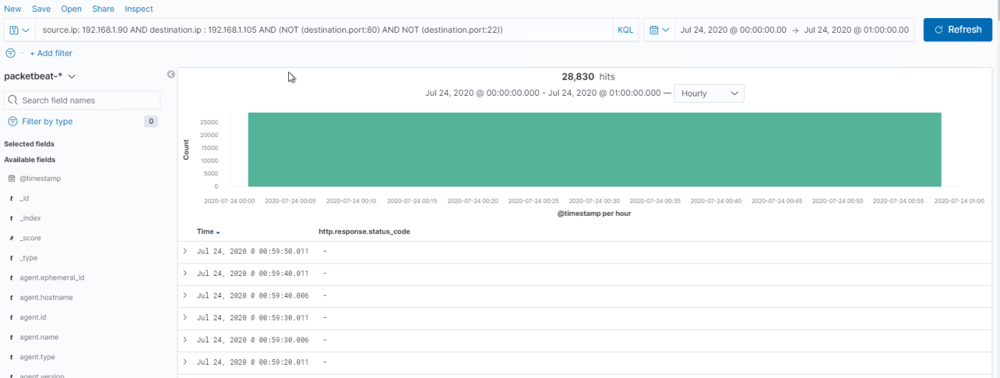 New Save Open Share Inspect
source.ip: 192.168.1.90 AND destination.ip : 192.168.1.105 AND (NOT (destination.port:80) AND NOT (destination.port:22)) KQL Jul 24, 2020 @ 00:00:00.00 → Jul 24, 2020 @ 01:00:00.00 Refresh
+ Add filter
packetbeat-*
Search field names
Filter by type 0
Selected fields
Available fields
@timestamp
t _id
t _index
# _score
t _type
t agent.ephemeral_id
t agent.hostname
t agent.id
t agent.name
t agent.type
t agent.version
28,830 hits
Jul 24, 2020 @ 00:00:00.000 - Jul 24, 2020 @ 01:00:00.000 — Hourly
Count
25000
20000
15000
10000
5000
0
2020-07-24 00:00 2020-07-24 00:05 2020-07-24 00:10 2020-07-24 00:15 2020-07-24 00:20 2020-07-24 00:25 2020-07-24 00:30 2020-07-24 00:35 2020-07-24 00:40 2020-07-24 00:45 2020-07-24 00:50 2020-07-24 00:55 2020-07-24 01:00
@timestamp per hour
Time http.response.status_code
Jul 24, 2020 @ 00:59:50.011 -
Jul 24, 2020 @ 00:59:40.011 -
Jul 24, 2020 @ 00:59:40.006 -
Jul 24, 2020 @ 00:59:30.011 -
Jul 24, 2020 @ 00:59:30.006 -
Jul 24, 2020 @ 00:59:20.011 -